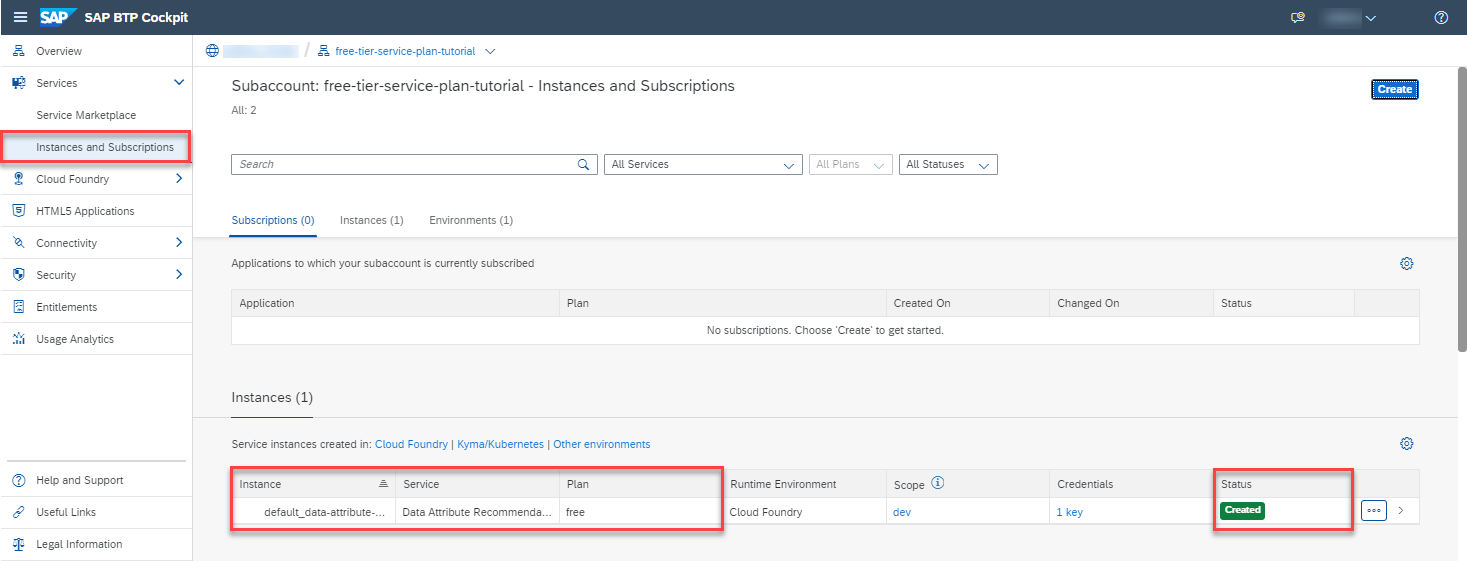 SAP SAP BTP Cockpit
Overview
Services
Service Marketplace
Instances and Subscriptions
Cloud Foundry
HTML5 Applications
Connectivity
Security
Entitlements
Usage Analytics
Help and Support
Useful Links
Legal Information
/ free-tier-service-plan-tutorial
Subaccount: free-tier-service-plan-tutorial - Instances and Subscriptions
Create
All: 2
Search All Services All Plans All Statuses
Subscriptions (0) Instances (1) Environments (1)
Applications to which your subaccount is currently subscribed
Application Plan Created On Changed On Status
No subscriptions. Choose 'Create' to get started.
Instances (1)
Service instances created in: Cloud Foundry | Kyma/Kubernetes | Other environments
Instance Service Plan Runtime Environment Scope Credentials Status
default_data-attribute-... Data Attribute Recommenda... free Cloud Foundry dev 1 key Created